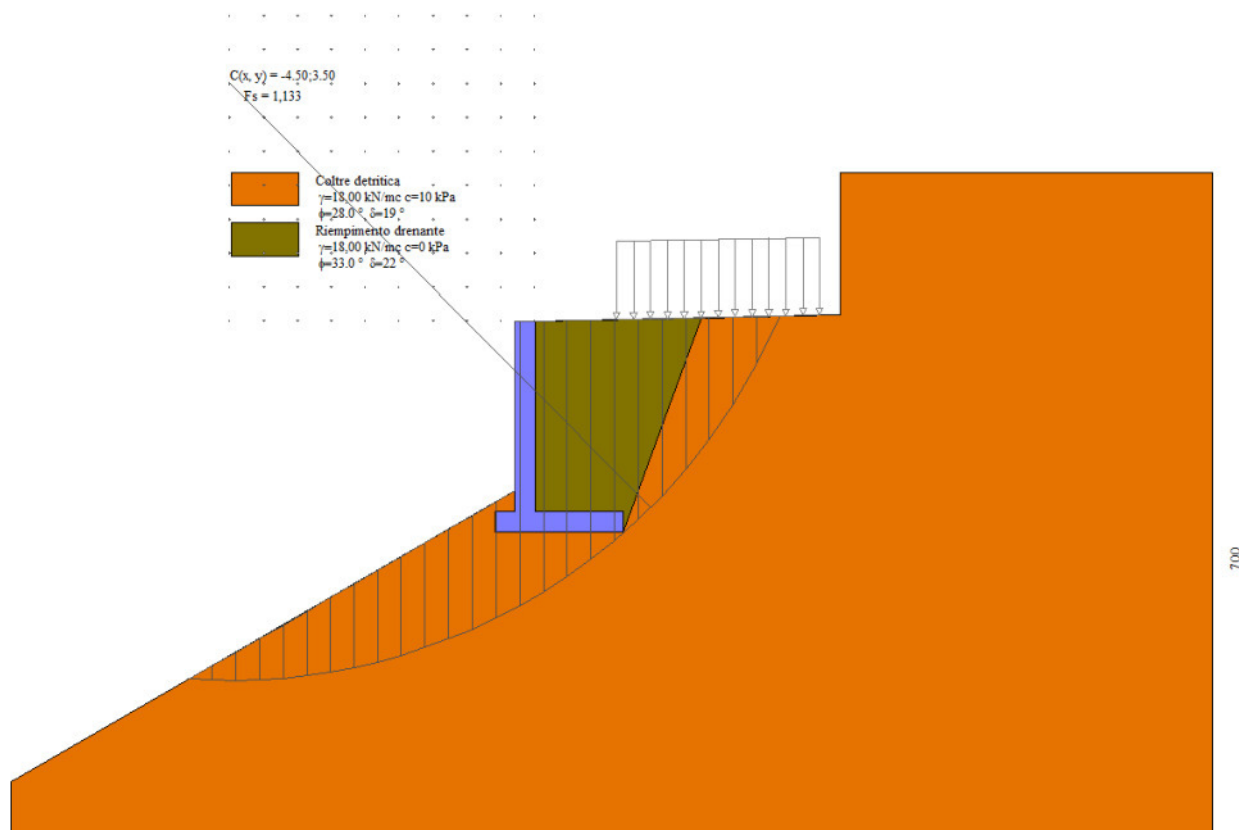 C(x, y) = -4.50;3.50
Fs = 1,133
Coltre detritica
γ=18,00 kN/mc c=10 kPa
ϕ=28.0 ° δ=19 °
Riempimento drenante
γ=18,00 kN/mc c=0 kPa
ϕ=33.0 ° δ=22 °
700